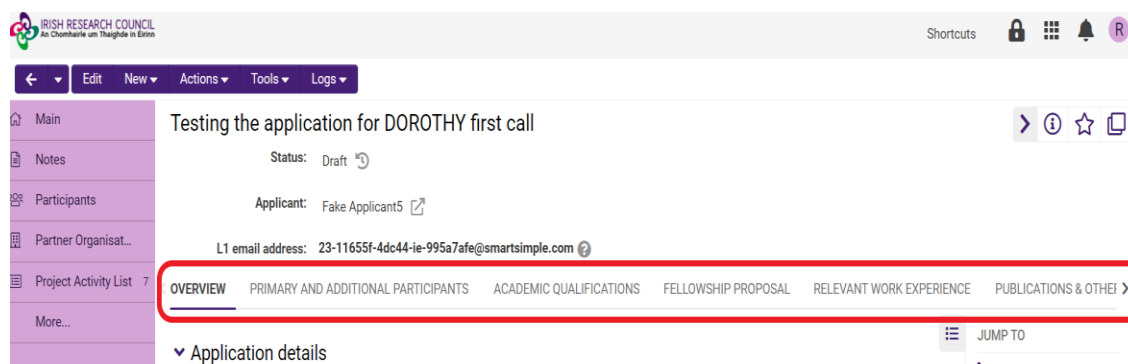 IRISH RESEARCH COUNCIL
An Chomhairle um Thaighde in Éirinn
Shortcuts
R
Edit New Actions Tools Logs
Main
Notes
Participants
Partner Organisat...
Project Activity List 7
More...
Testing the application for DOROTHY first call
Status: Draft
Applicant: Fake Applicant5
L1 email address: 23-11655f-4dc44-ie-995a7afe@smartsimple.com
OVERVIEW PRIMARY AND ADDITIONAL PARTICIPANTS ACADEMIC QUALIFICATIONS FELLOWSHIP PROPOSAL RELEVANT WORK EXPERIENCE PUBLICATIONS & OTHER
JUMP TO
Application details